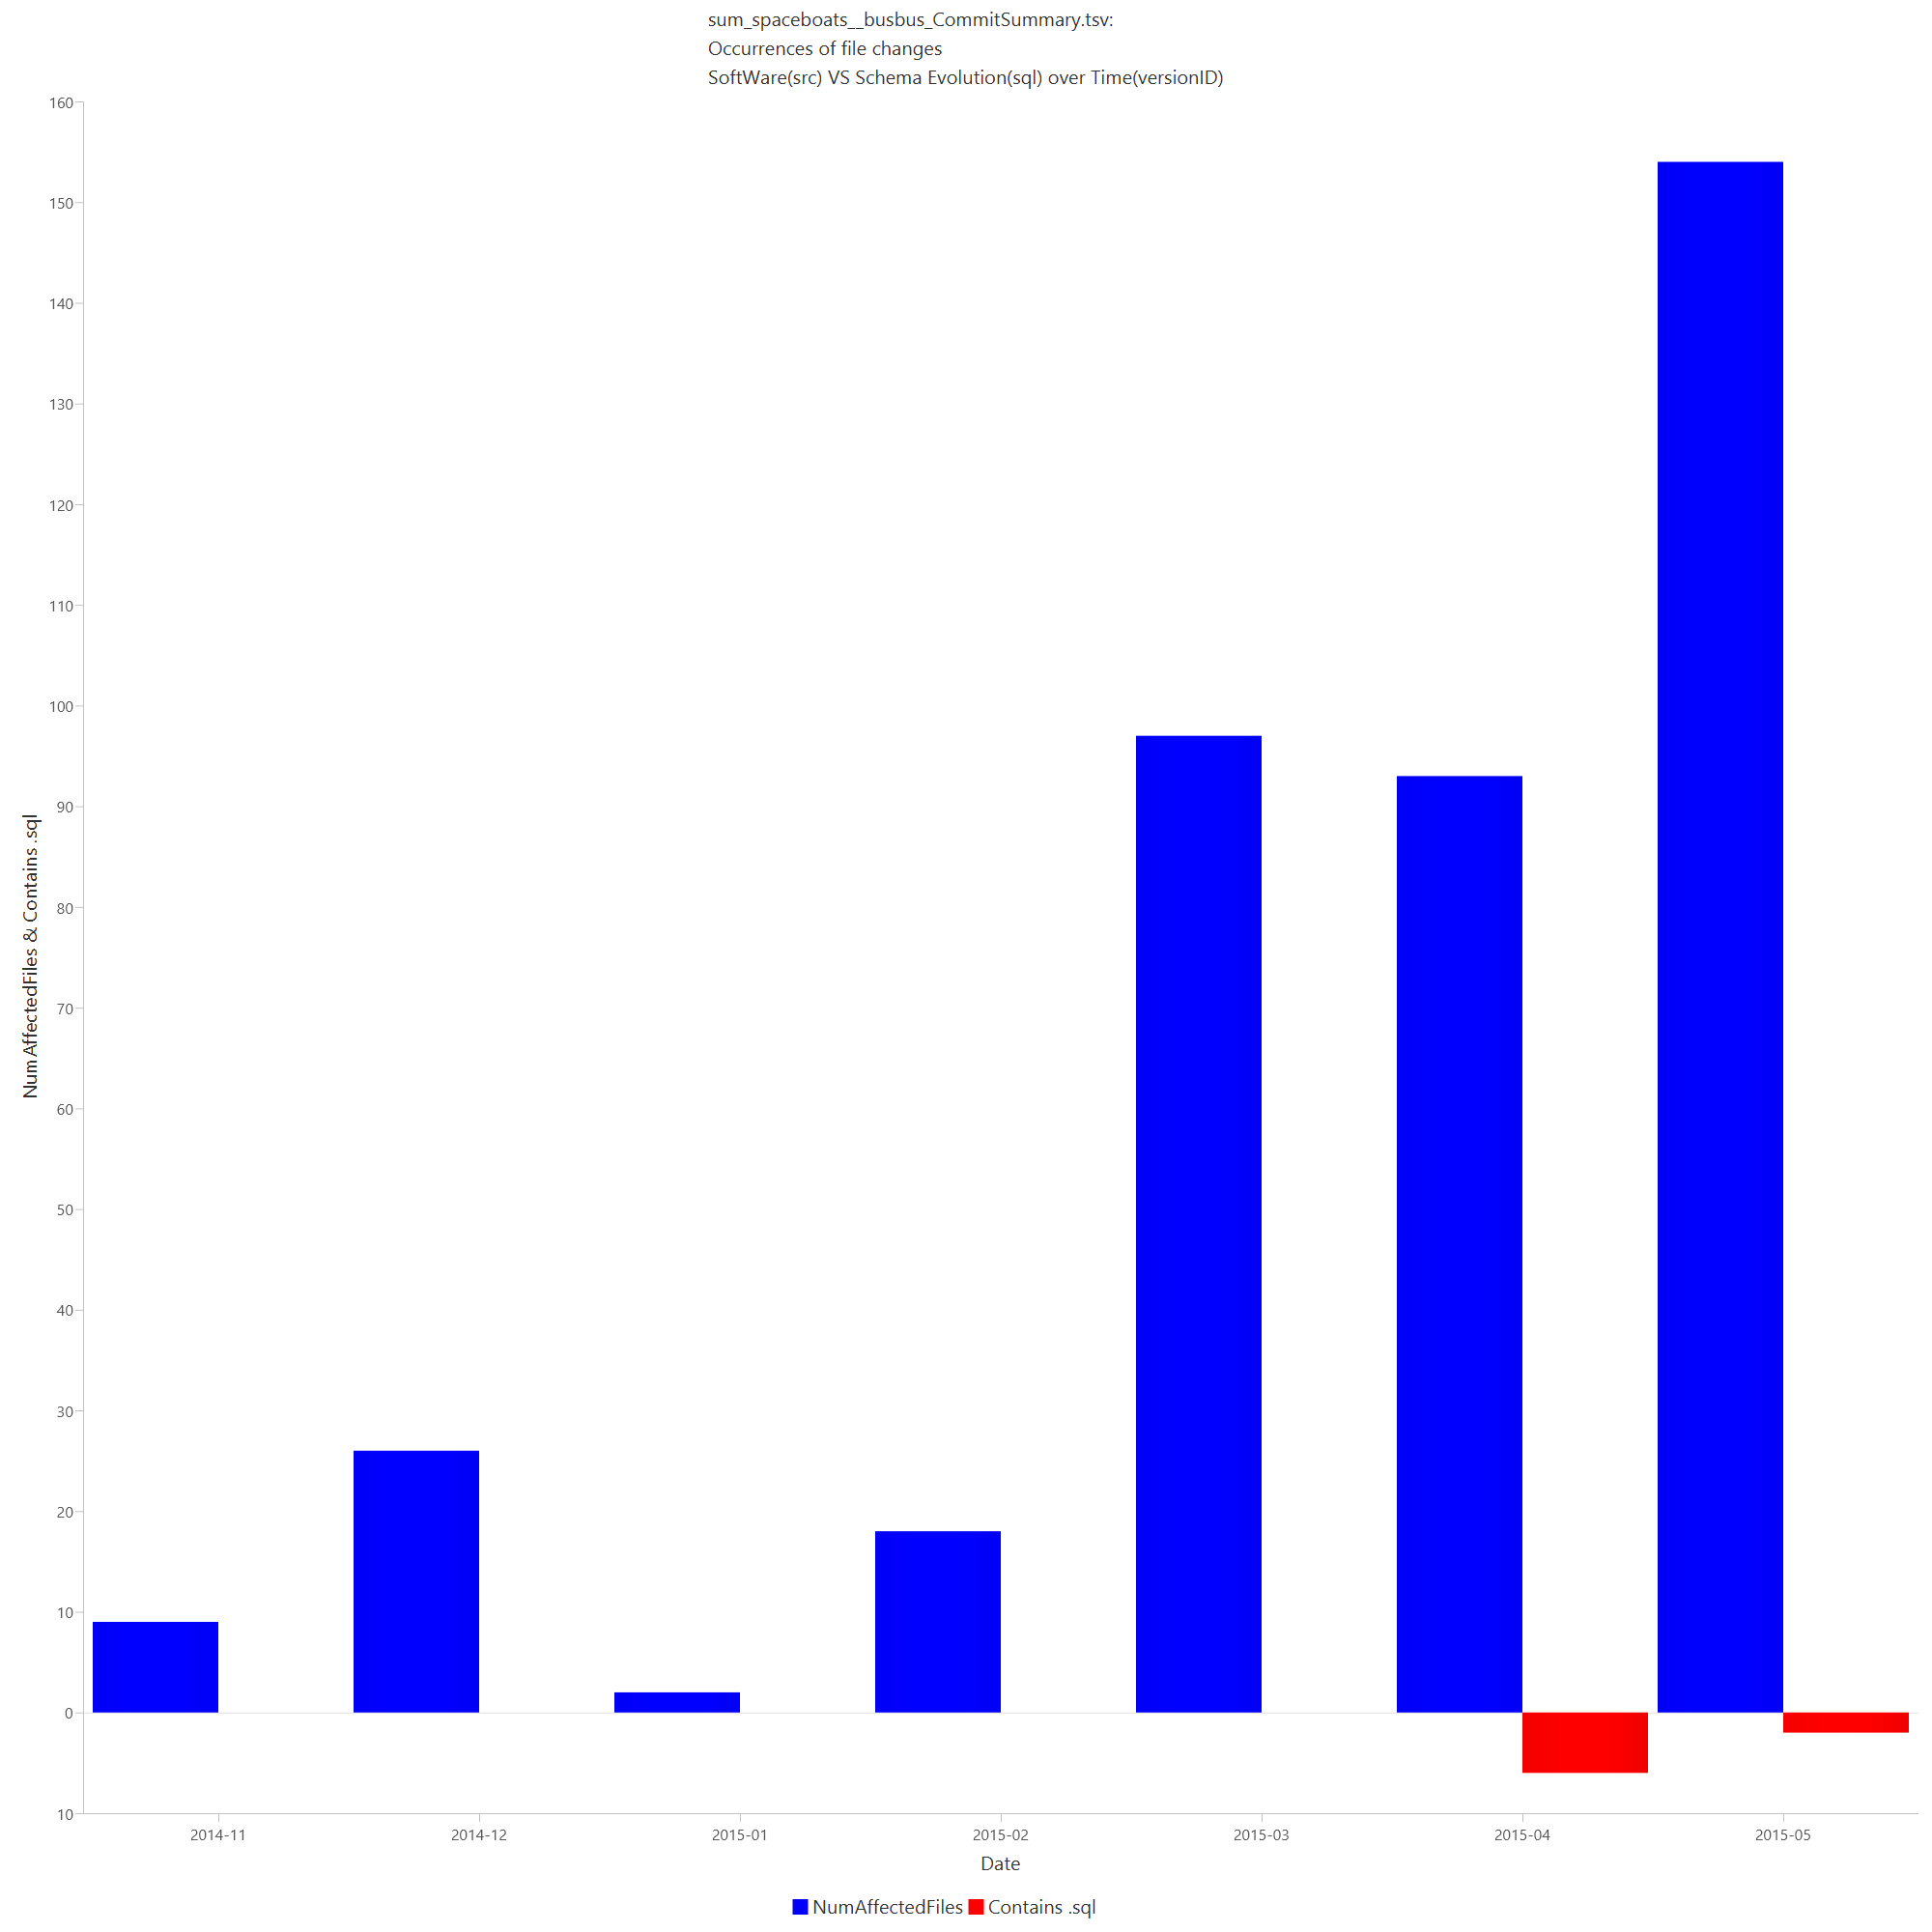 sum_spaceboats__busbus_CommitSummary.tsv:
Occurrences of file changes
SoftWare(src) VS Schema Evolution(sql) over Time(versionID)
160
150
140
130
120
110
100
90
80
70
60
50
40
30
20
10
0
10
NumAffectedFiles & Contains .sql
2014-11 2014-12 2015-01 2015-02 2015-03 2015-04 2015-05
Date
NumAffectedFiles Contains .sql